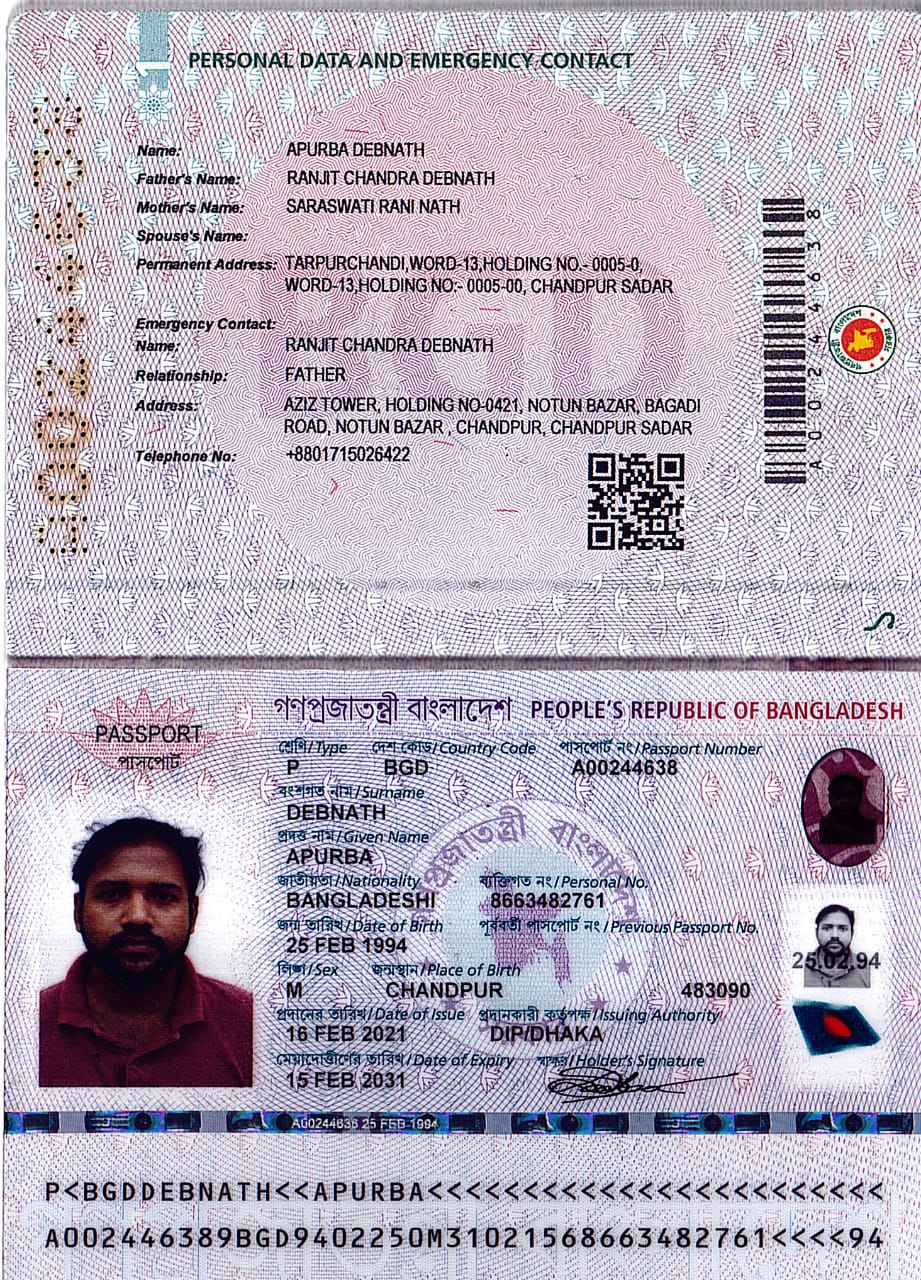 PERSONAL DATA AND EMERGENCY CONTACT
Name: APURBA DEBNATH
Father's Name: RANJIT CHANDRA DEBNATH
Mother's Name: SARASWATI RANI NATH
Spouse's Name:
Permanent Address: TARPURCHANDI,WORD-13,HOLDING NO.- 0005-0,
WORD-13,HOLDING NO:- 0005-00, CHANDPUR SADAR
Emergency Contact:
Name: RANJIT CHANDRA DEBNATH
Relationship: FATHER
Address: AZIZ TOWER, HOLDING NO-0421, NOTUN BAZAR, BAGADI
ROAD, NOTUN BAZAR , CHANDPUR, CHANDPUR SADAR
Telephone No: +8801715026422
A00244638
গণপ্রজাতন্ত্রী বাংলাদেশ PEOPLE'S REPUBLIC OF BANGLADESH
PASSPORT
পাসপোর্ট
শ্রেণি/Type দেশ কোড/Country Code পাসপোর্ট নং/Passport Number
P BGD A00244638
বংশগত নাম/Surname
DEBNATH
প্রদত্ত নাম/Given Name
APURBA
জাতীয়তা/Nationality ব্যক্তিগত নং/Personal No.
BANGLADESHI 8663482761
জন্ম তারিখ/Date of Birth পূর্ববর্তী পাসপোর্ট নং/Previous Passport No.
25 FEB 1994
25.02.94
লিঙ্গ/Sex জন্মস্থান/Place of Birth
M CHANDPUR 483090
প্রদানের তারিখ/Date of Issue প্রদানকারী কর্তৃপক্ষ/Issuing Authority
16 FEB 2021 DIP/DHAKA
মেয়াদোত্তীর্ণের তারিখ/Date of Expiry স্বাক্ষর/Holder's Signature
15 FEB 2031
A00244638 25 FEB 1994
P<BGDDEBNATH<<APURBA<<<<<<<<<<<<<<<<<<<<<<<<
A002446389BGD9402250M31021568663482761<<<<94